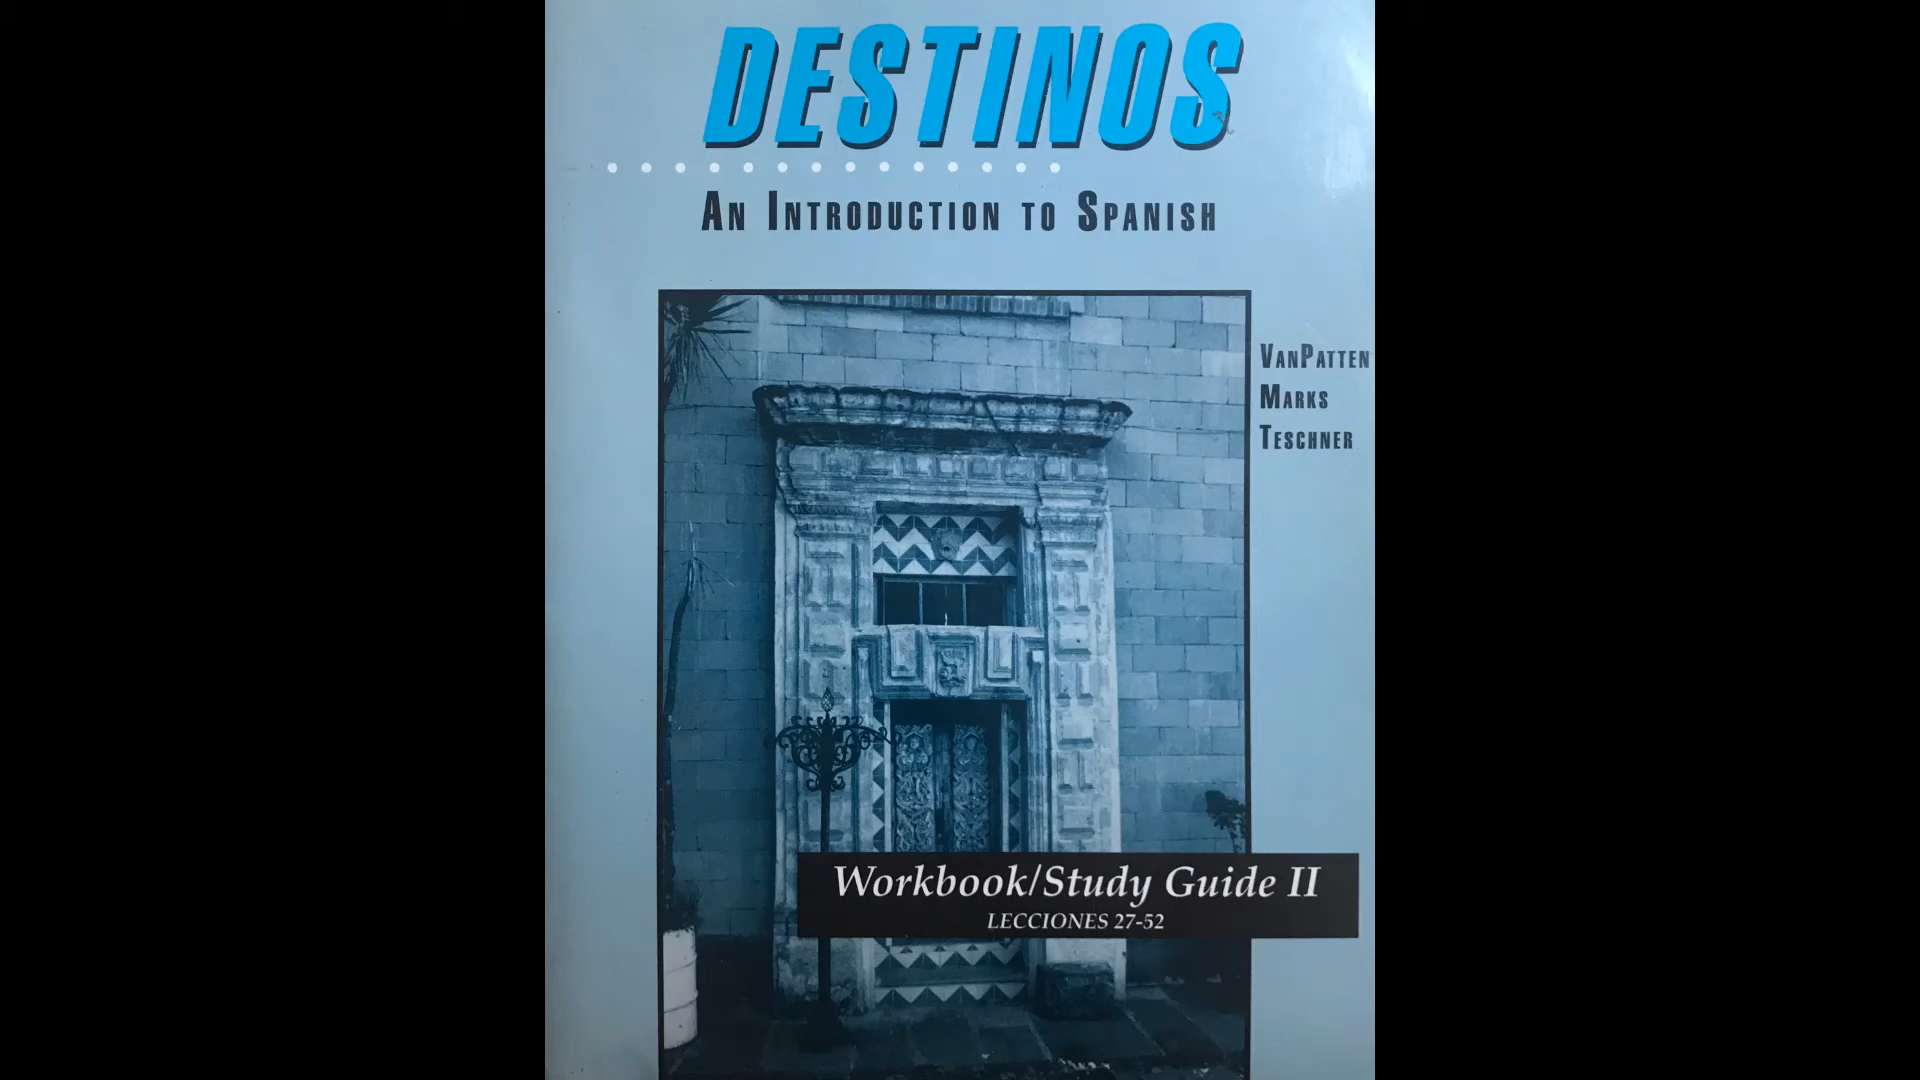 DESTINOS
AN INTRODUCTION TO SPANISH
VANPATTEN
MARKS
TESCHNER
Workbook/Study Guide II
LECCIONES 27-52